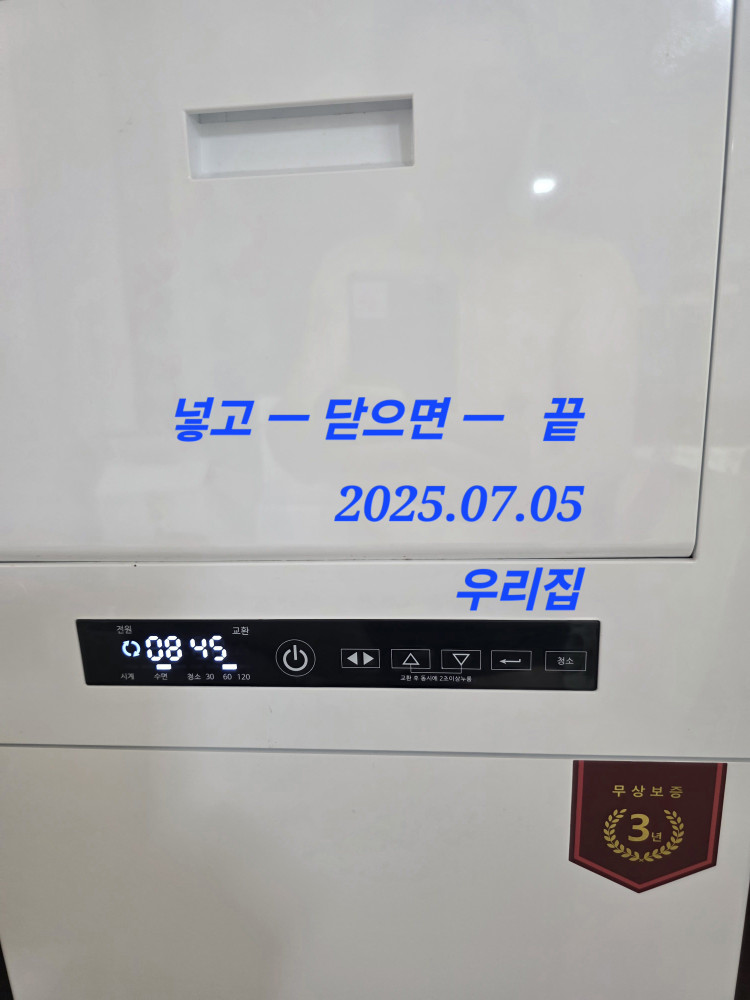 넣고 ㅡ 닫으면 ㅡ 끝
2025.07.05
우리집
전원 교환
08 45
시계 수면 청소 30 60 120
청소
교환 후 동시에 2초이상누름
무상보증
3년